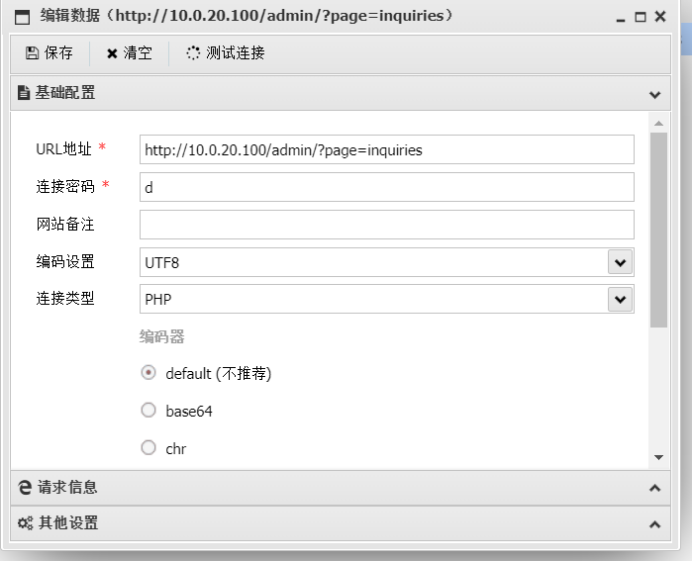 编辑数据（http://10.0.20.100/admin/?page=inquiries）
保存 清空 测试连接
基础配置
URL地址 * http://10.0.20.100/admin/?page=inquiries
连接密码 * d
网站备注
编码设置 UTF8
连接类型 PHP
编码器
default (不推荐)
base64
chr
请求信息
其他设置